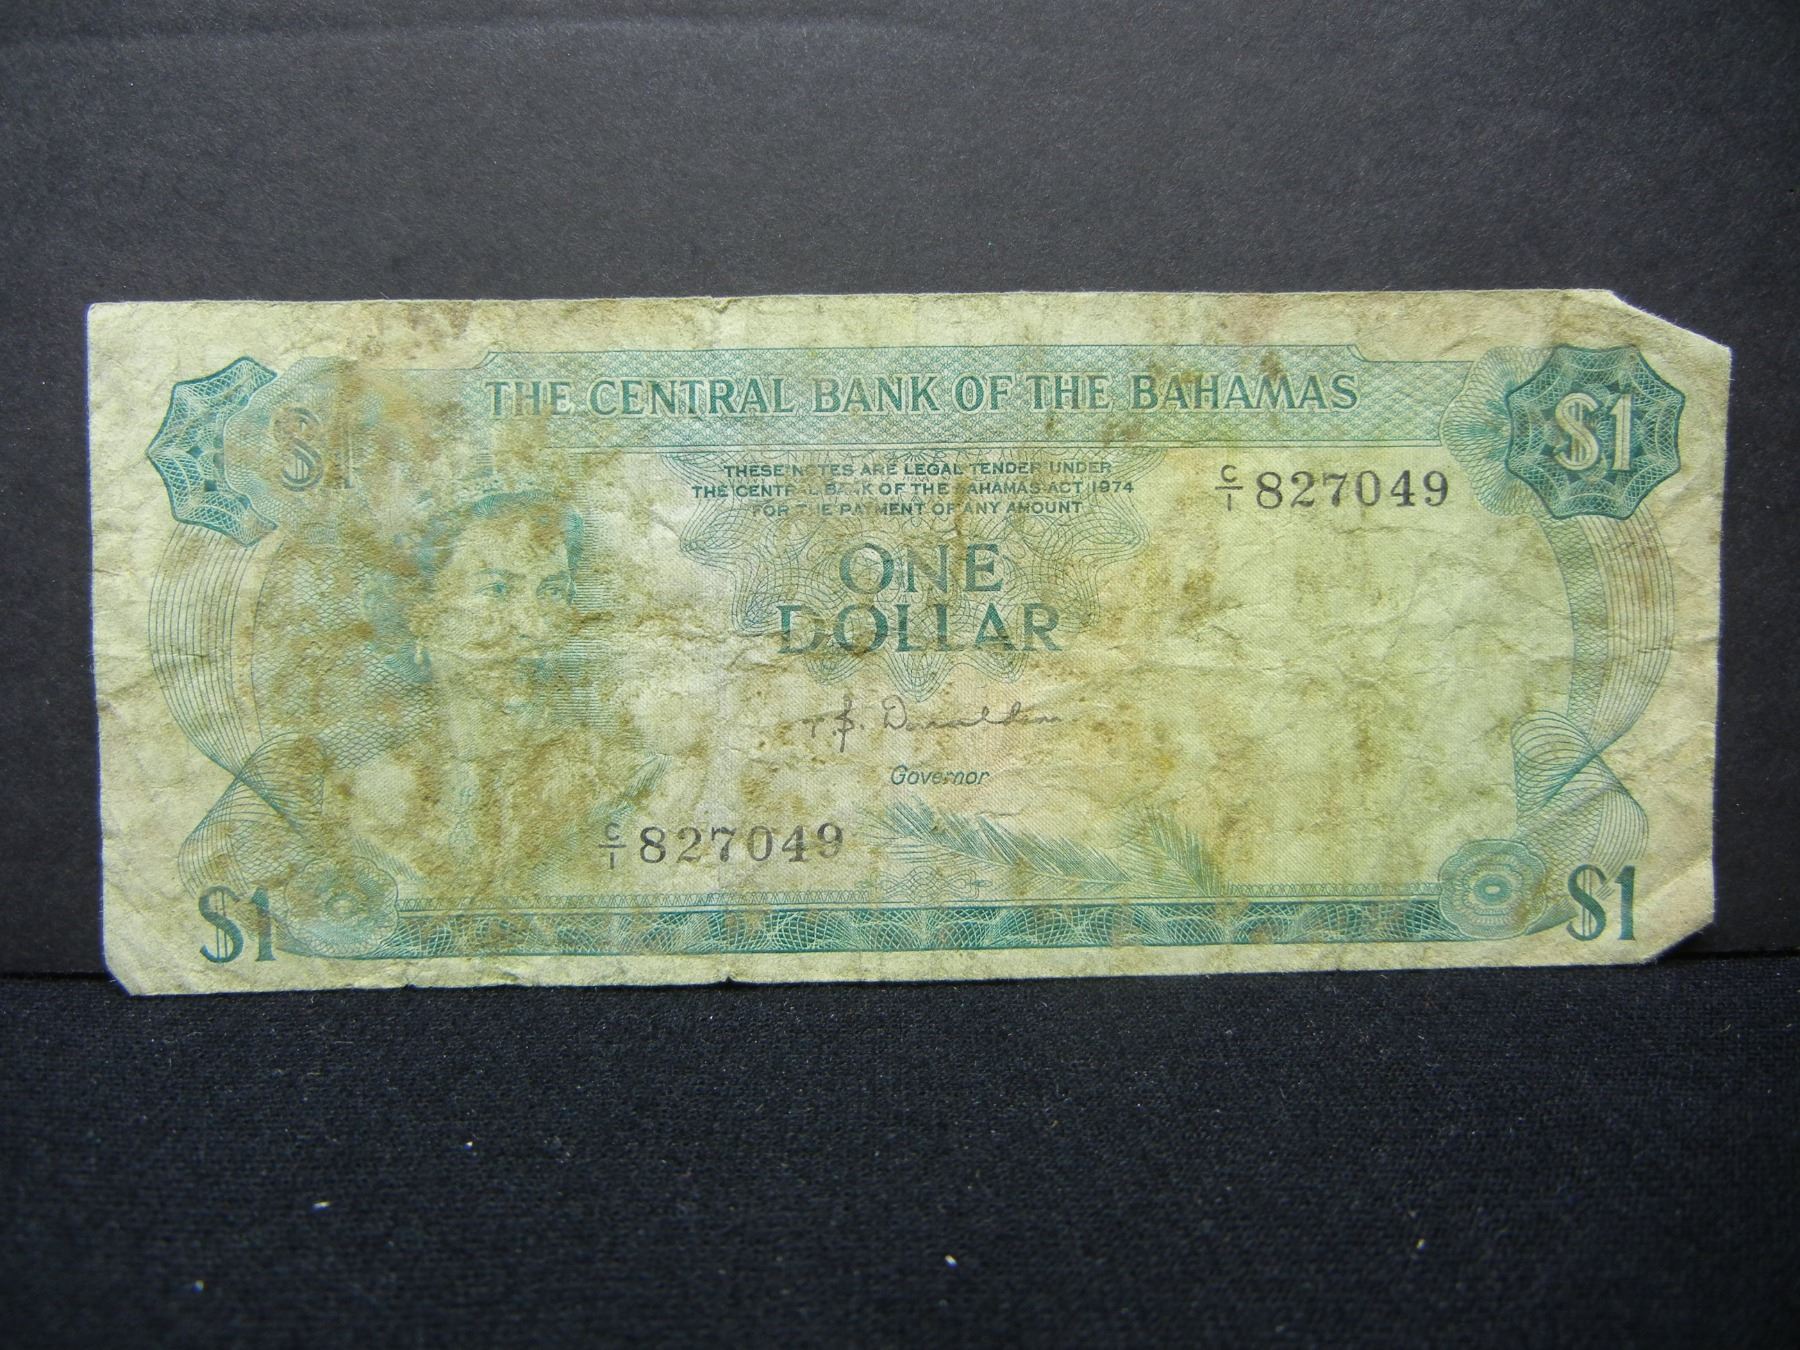 THE CENTRAL BANK OF THE BAHAMAS
$1
$1
THESE NOTES ARE LEGAL TENDER UNDER
THE CENTRAL BANK OF THE BAHAMAS ACT 1974
FOR THE PAYMENT OF ANY AMOUNT
C/1 827049
ONE
DOLLAR
T.B. Donaldson
Governor
C/1 827049
$1
$1